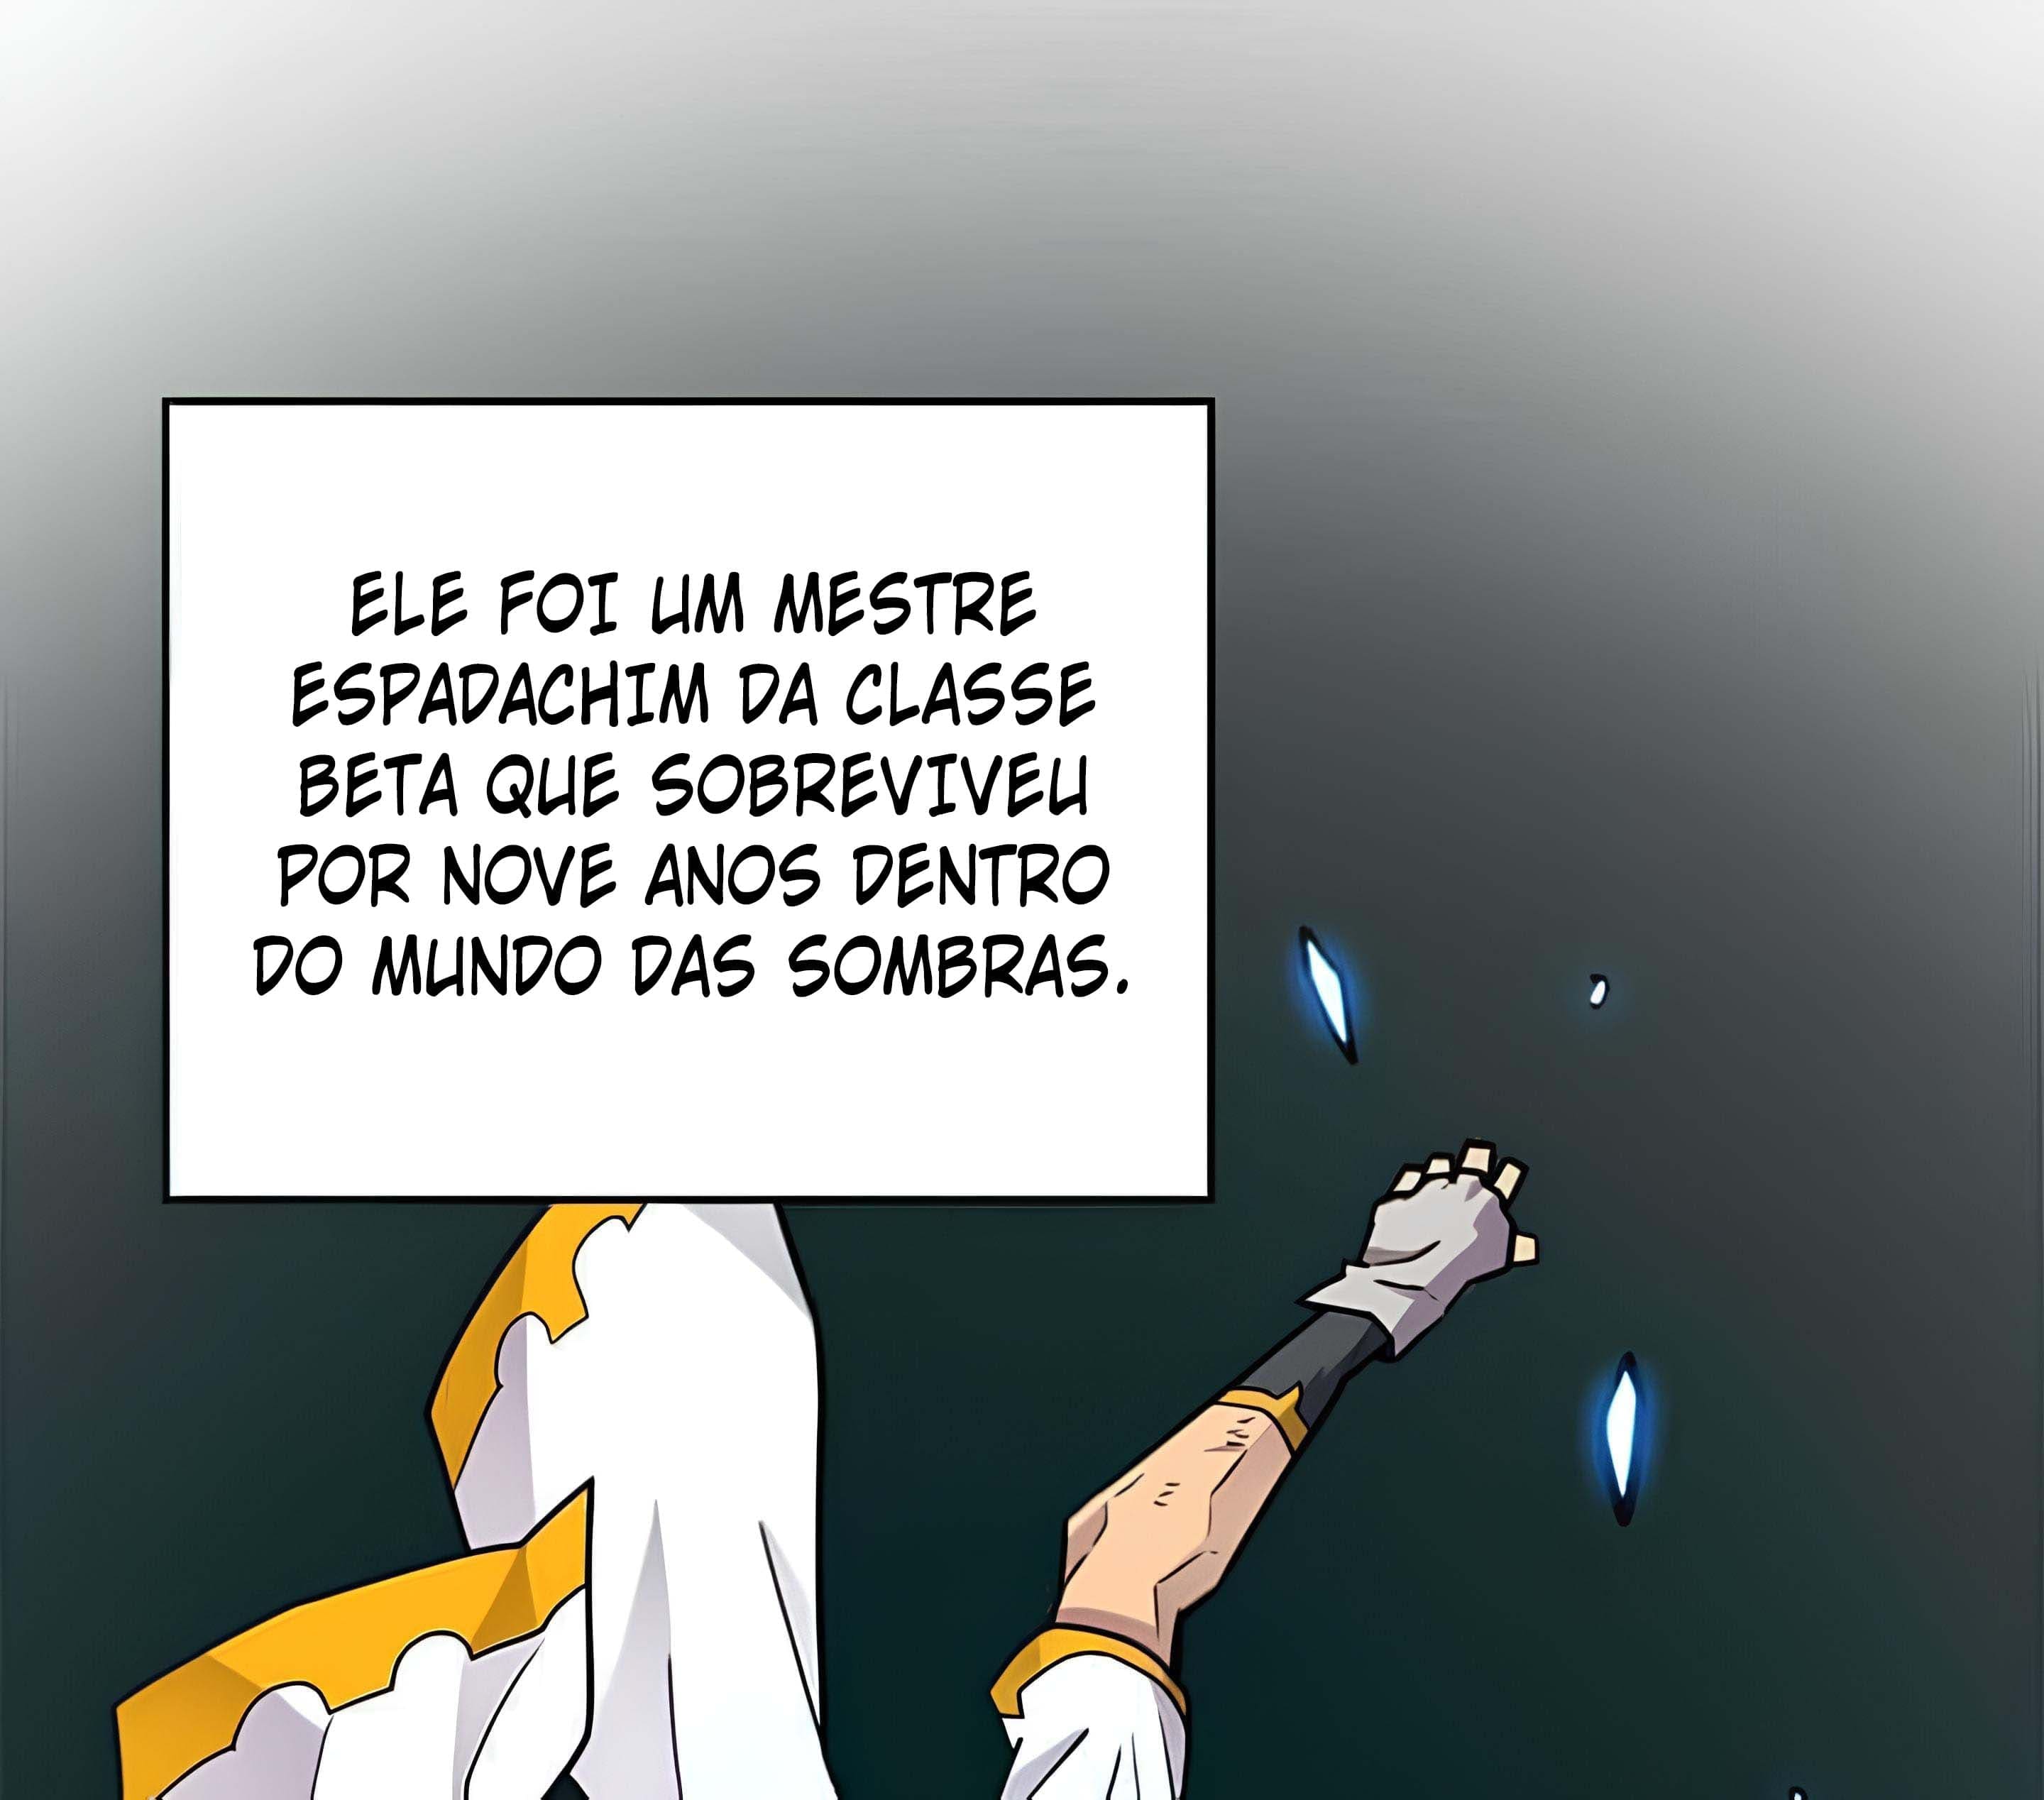 ELE FOI UM MESTRE
ESPADACHIM DA CLASSE
BETA QUE SOBREVIVEU
POR NOVE ANOS DENTRO
DO MUNDO DAS SOMBRAS.